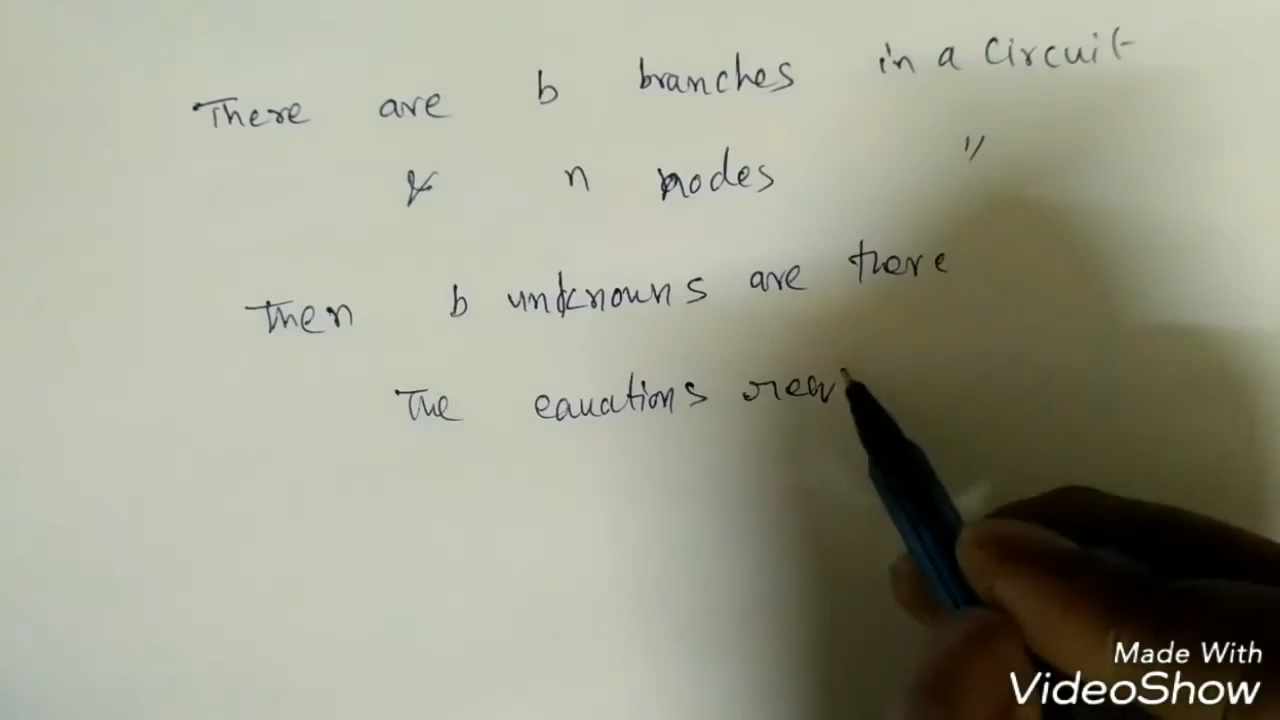 There are b branches in a Circuit
& n nodes "
Then b unknowns are there
The equations req
Made With
VideoShow